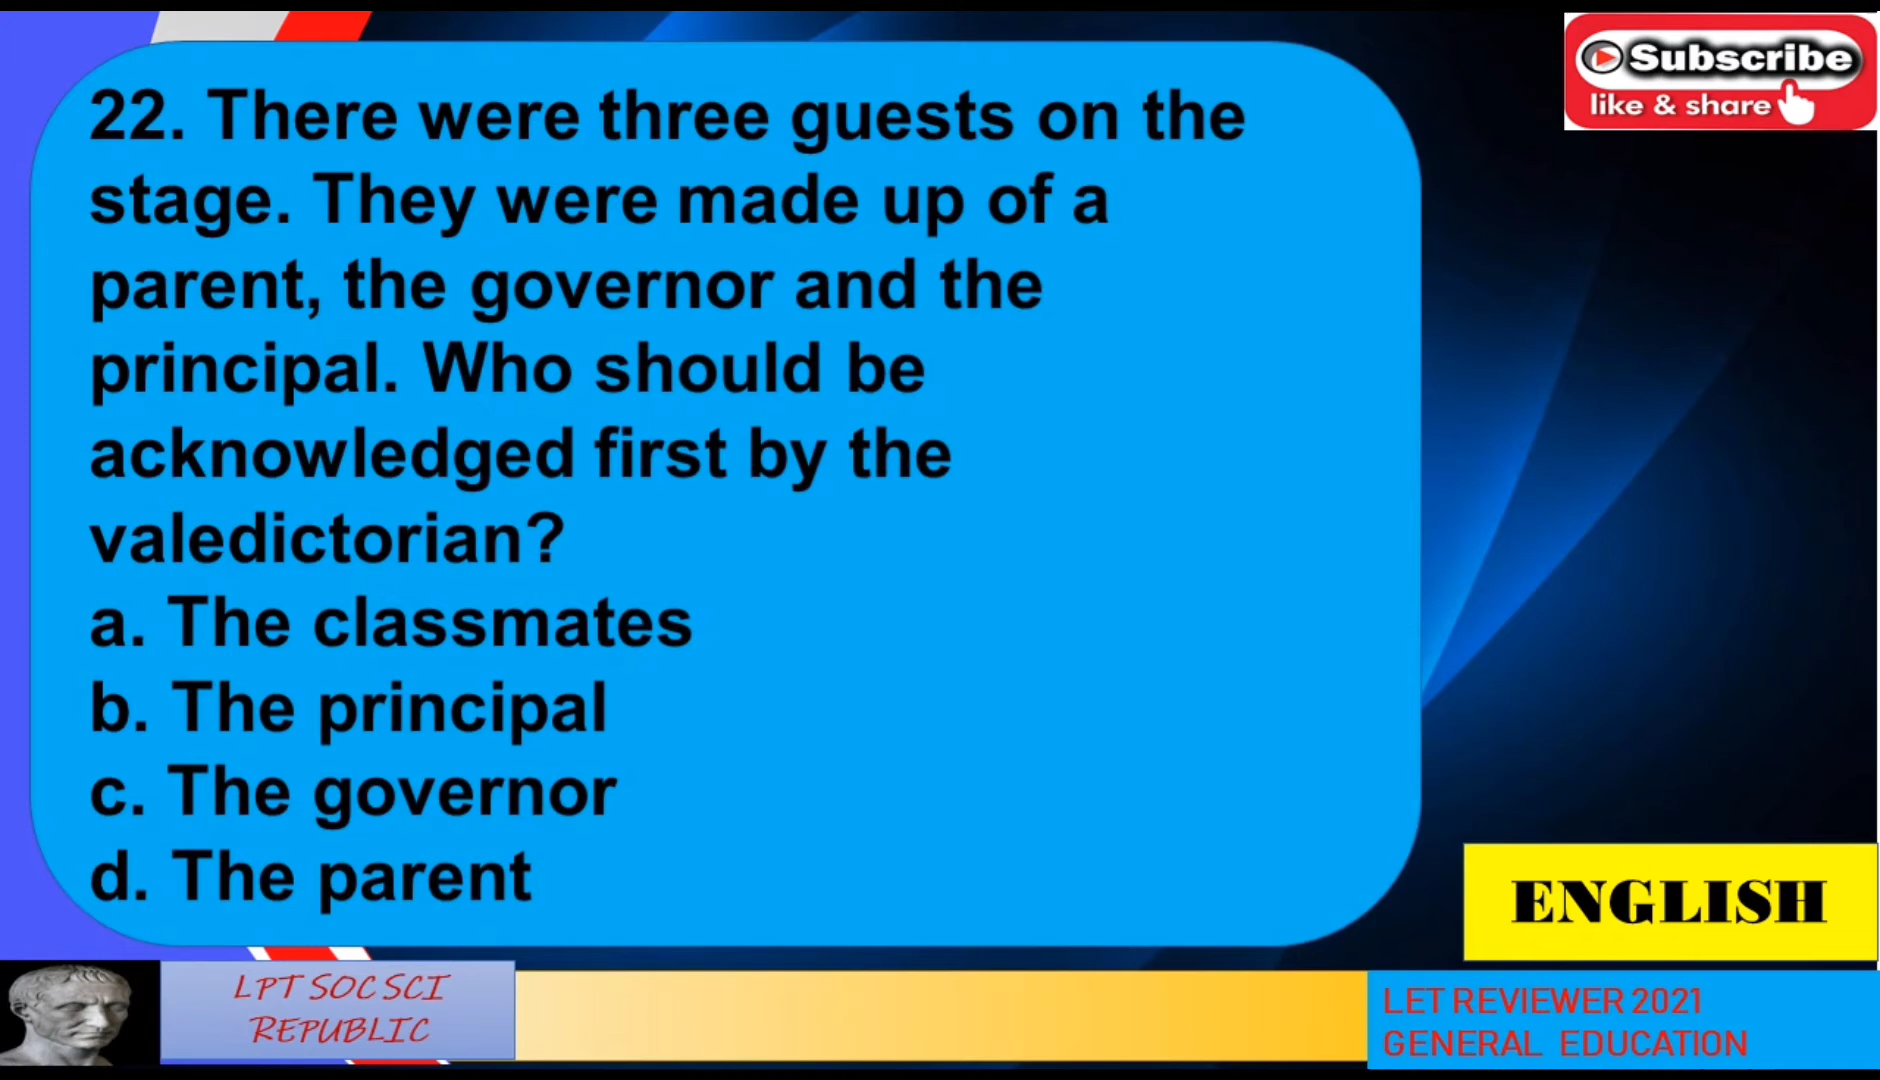 22. There were three guests on the
stage. They were made up of a
parent, the governor and the
principal. Who should be
acknowledged first by the
valedictorian?
a. The classmates
b. The principal
c. The governor
d. The parent
Subscribe
like & share
ENGLISH
LPT SOC SCI
REPUBLIC
LET REVIEWER 2021
GENERAL EDUCATION